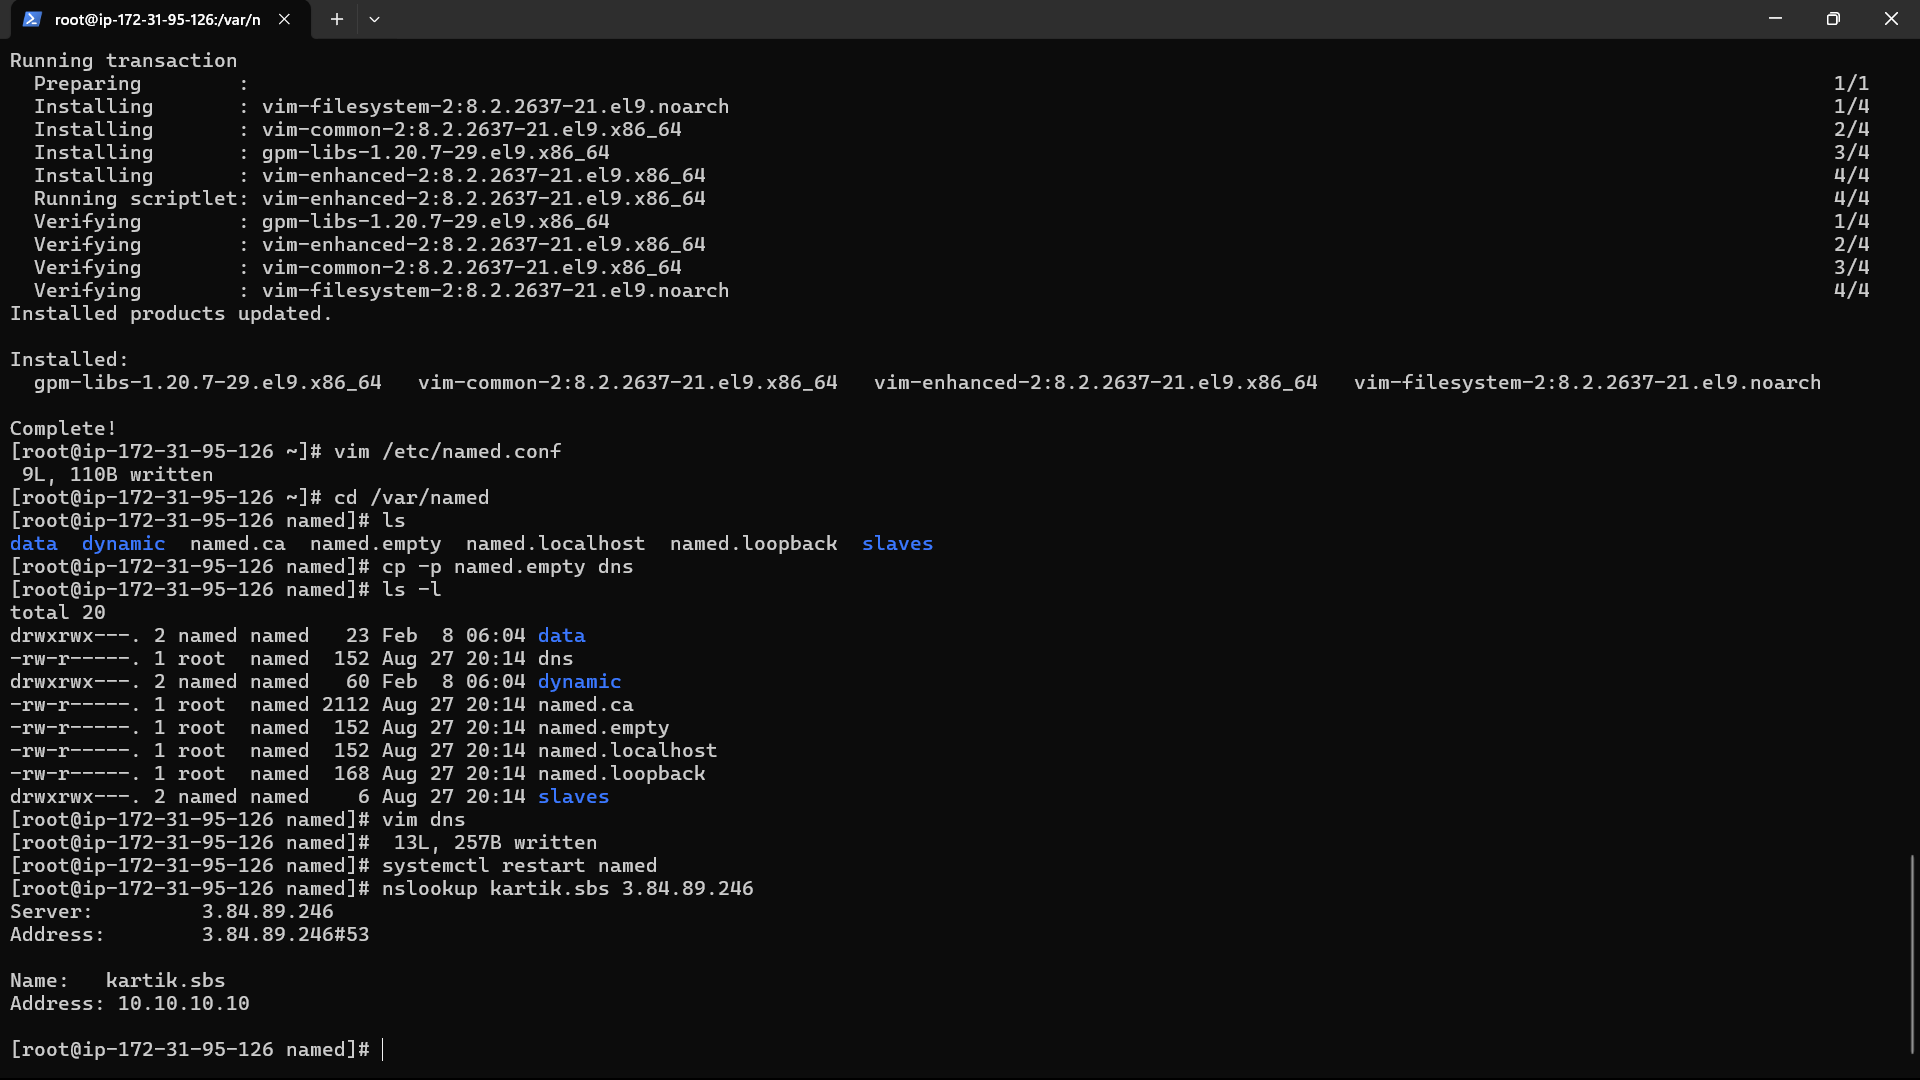 root@ip-172-31-95-126:/var/n
Running transaction
  Preparing        :                                                                                                                                     1/1
  Installing       : vim-filesystem-2:8.2.2637-21.el9.noarch                                                                                             1/4
  Installing       : vim-common-2:8.2.2637-21.el9.x86_64                                                                                                 2/4
  Installing       : gpm-libs-1.20.7-29.el9.x86_64                                                                                                       3/4
  Installing       : vim-enhanced-2:8.2.2637-21.el9.x86_64                                                                                               4/4
  Running scriptlet: vim-enhanced-2:8.2.2637-21.el9.x86_64                                                                                               4/4
  Verifying        : gpm-libs-1.20.7-29.el9.x86_64                                                                                                       1/4
  Verifying        : vim-enhanced-2:8.2.2637-21.el9.x86_64                                                                                               2/4
  Verifying        : vim-common-2:8.2.2637-21.el9.x86_64                                                                                                 3/4
  Verifying        : vim-filesystem-2:8.2.2637-21.el9.noarch                                                                                             4/4
Installed products updated.

Installed:
  gpm-libs-1.20.7-29.el9.x86_64   vim-common-2:8.2.2637-21.el9.x86_64   vim-enhanced-2:8.2.2637-21.el9.x86_64   vim-filesystem-2:8.2.2637-21.el9.noarch

Complete!
[root@ip-172-31-95-126 ~]# vim /etc/named.conf
 9L, 110B written
[root@ip-172-31-95-126 ~]# cd /var/named
[root@ip-172-31-95-126 named]# ls
data  dynamic  named.ca  named.empty  named.localhost  named.loopback  slaves
[root@ip-172-31-95-126 named]# cp -p named.empty dns
[root@ip-172-31-95-126 named]# ls -l
total 20
drwxrwx---. 2 named named   23 Feb  8 06:04 data
-rw-r-----. 1 root  named  152 Aug 27 20:14 dns
drwxrwx---. 2 named named   60 Feb  8 06:04 dynamic
-rw-r-----. 1 root  named 2112 Aug 27 20:14 named.ca
-rw-r-----. 1 root  named  152 Aug 27 20:14 named.empty
-rw-r-----. 1 root  named  152 Aug 27 20:14 named.localhost
-rw-r-----. 1 root  named  168 Aug 27 20:14 named.loopback
drwxrwx---. 2 named named    6 Aug 27 20:14 slaves
[root@ip-172-31-95-126 named]# vim dns
[root@ip-172-31-95-126 named]#  13L, 257B written
[root@ip-172-31-95-126 named]# systemctl restart named
[root@ip-172-31-95-126 named]# nslookup kartik.sbs 3.84.89.246
Server:         3.84.89.246
Address:        3.84.89.246#53

Name:   kartik.sbs
Address: 10.10.10.10

[root@ip-172-31-95-126 named]#